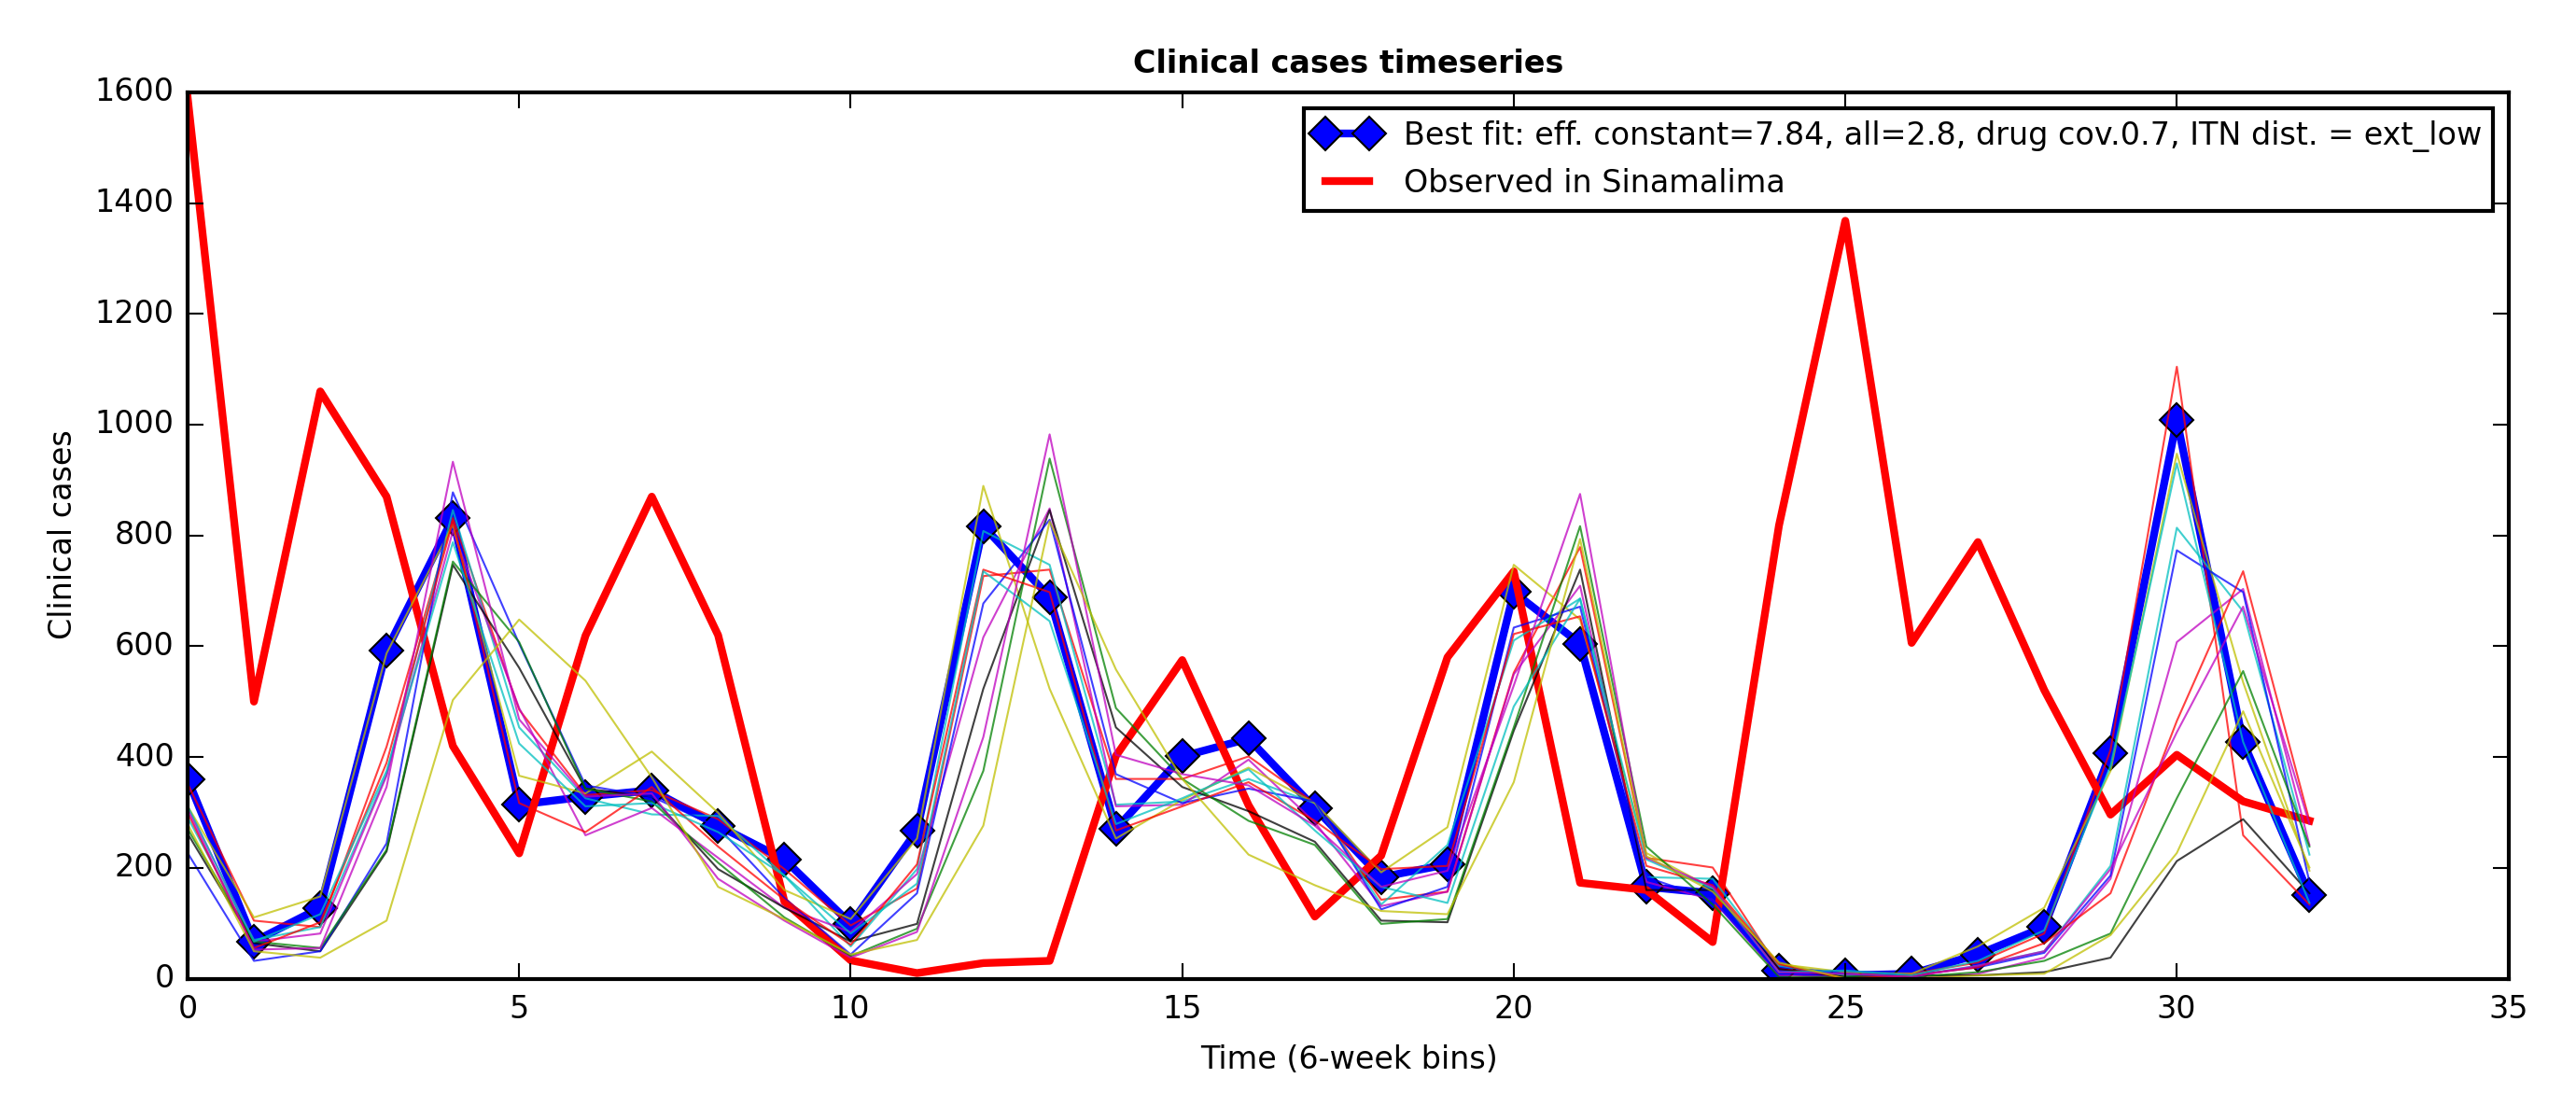 Clinical cases timeseries
Best fit: eff. constant=7.84, all=2.8, drug cov.0.7, ITN dist. = ext_low
Observed in Sinamalima
Clinical cases
1600
1400
1200
1000
800
600
400
200
0
0 5 10 15 20 25 30 35
Time (6-week bins)